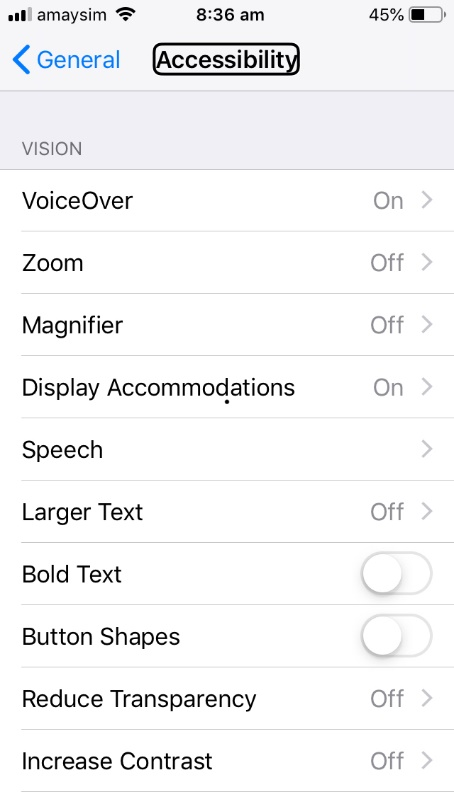 amaysim 8:36 am 45%
General Accessibility
VISION
VoiceOver On
Zoom Off
Magnifier Off
Display Accommodations On
Speech
Larger Text Off
Bold Text
Button Shapes
Reduce Transparency Off
Increase Contrast Off